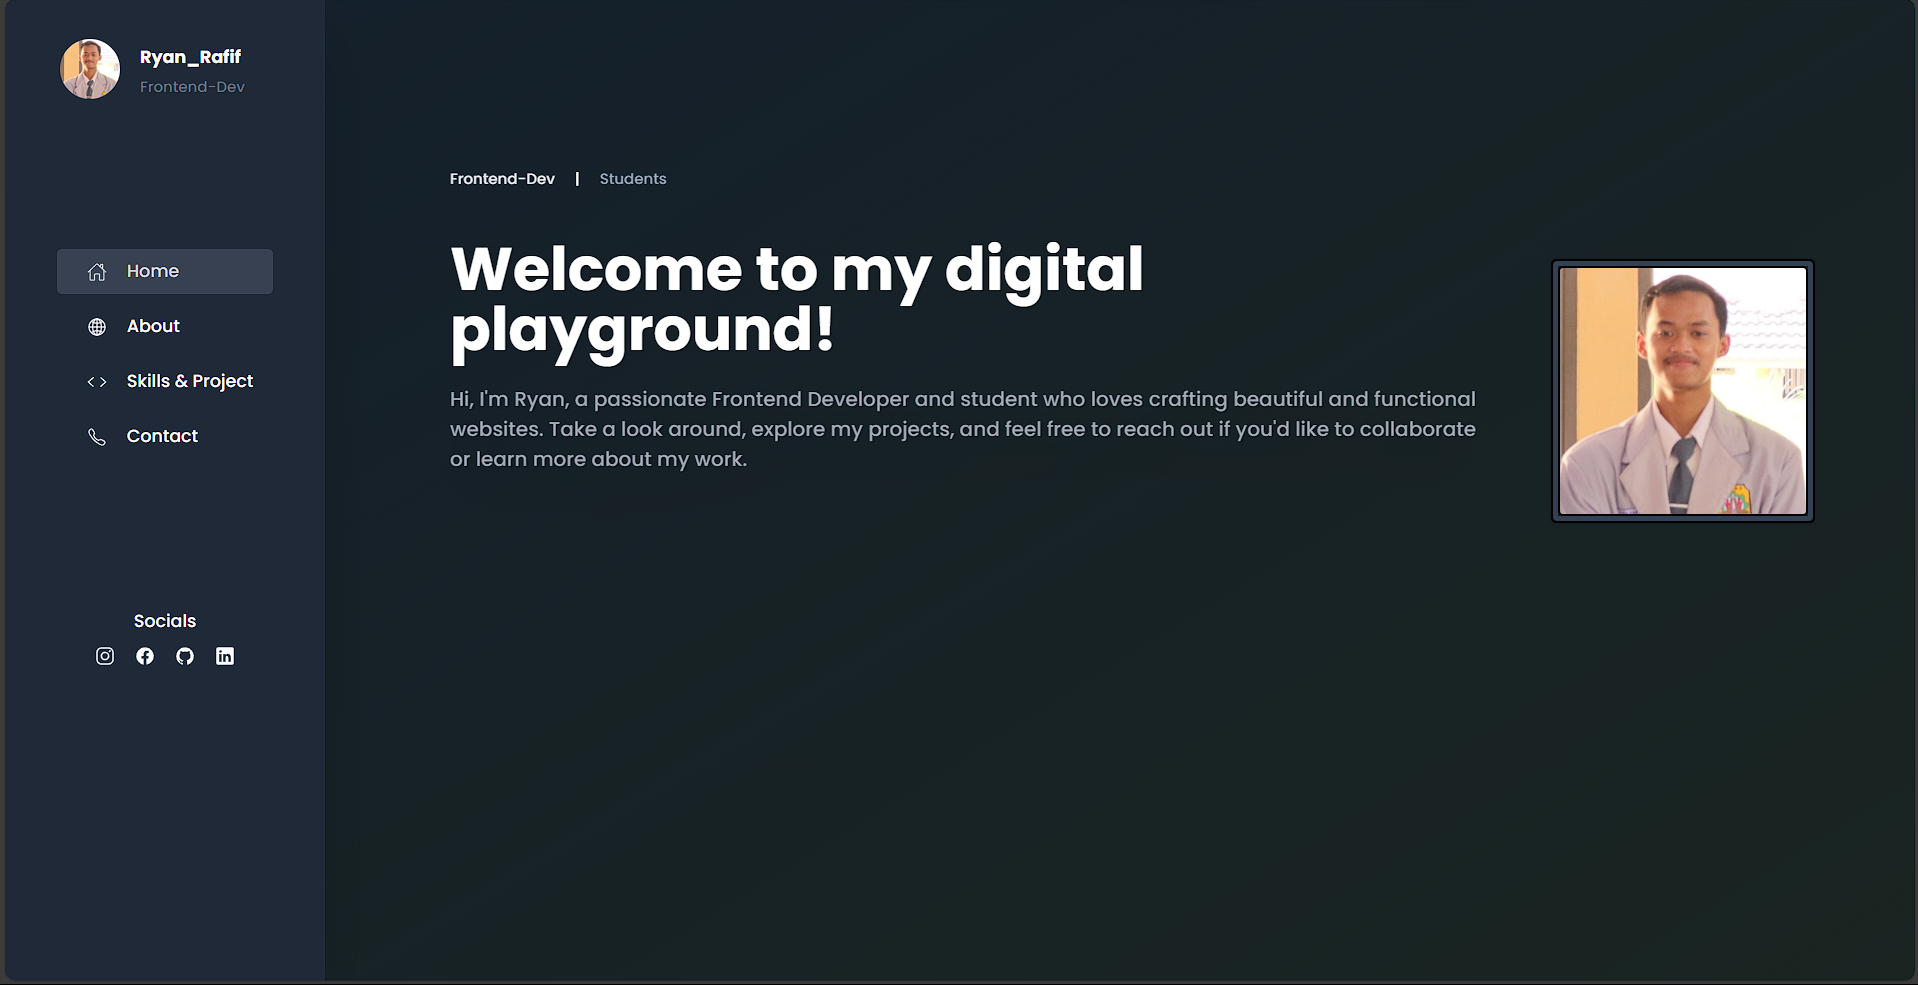 Ryan_Rafif
Frontend-Dev
Home
About
Skills & Project
Contact
Socials
Frontend-Dev | Students
Welcome to my digital
playground!
Hi, I'm Ryan, a passionate Frontend Developer and student who loves crafting beautiful and functional
websites. Take a look around, explore my projects, and feel free to reach out if you'd like to collaborate
or learn more about my work.